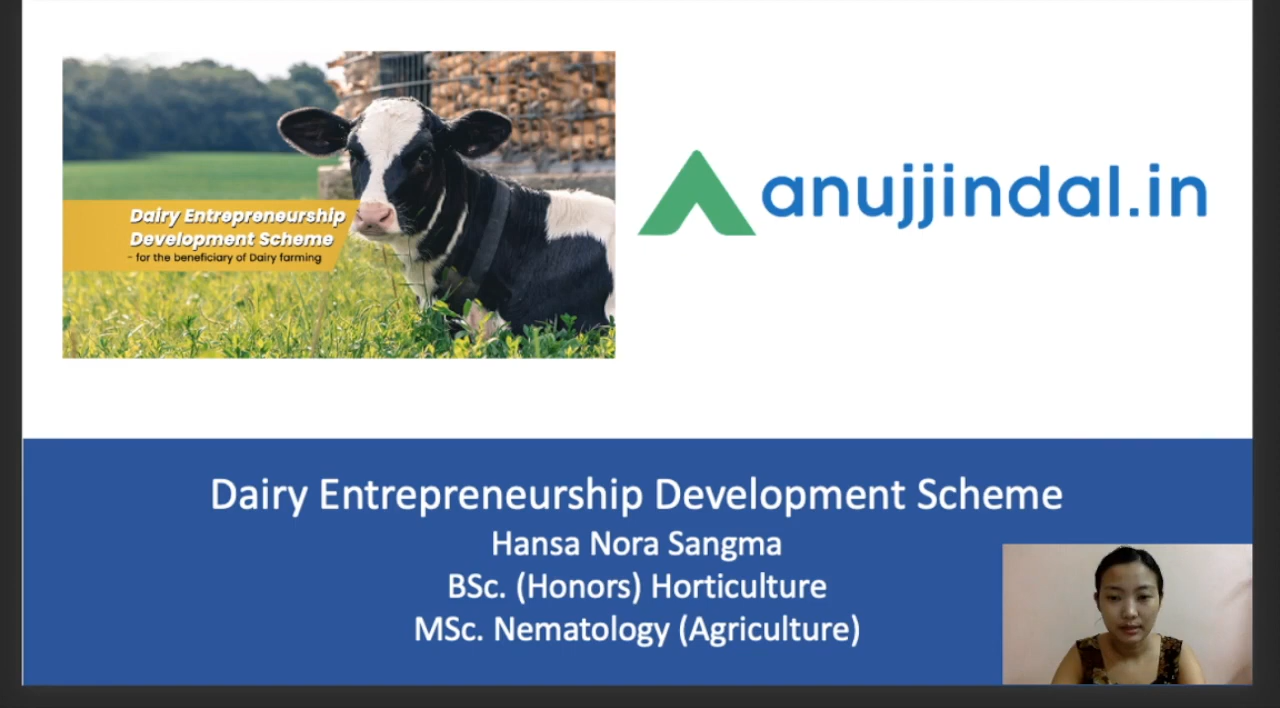 Dairy Entrepreneurship
Development Scheme
- for the beneficiary of Dairy farming
anujjindal.in
Dairy Entrepreneurship Development Scheme
Hansa Nora Sangma
BSc. (Honors) Horticulture
MSc. Nematology (Agriculture)